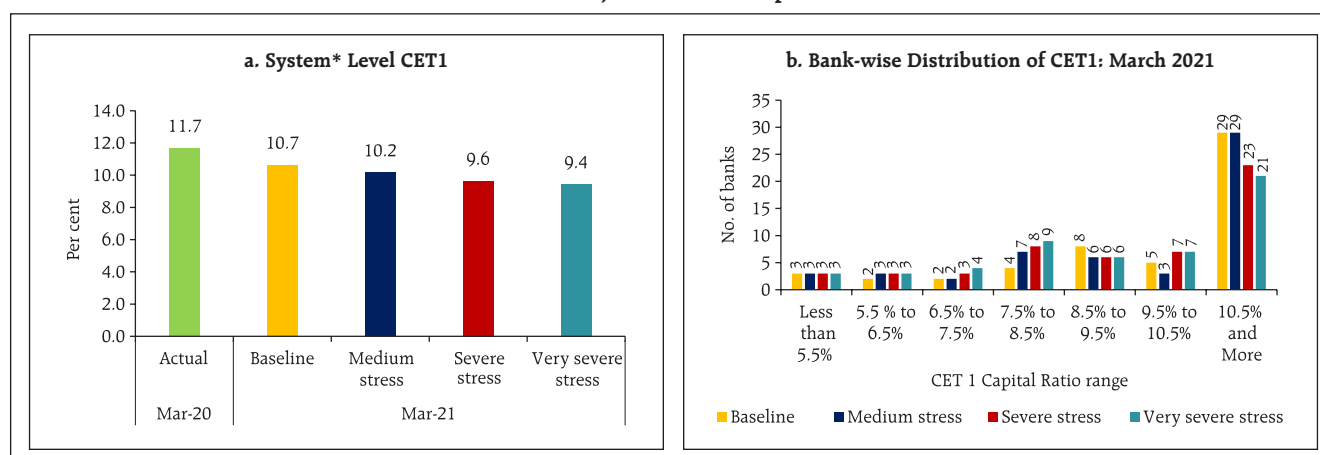 a. System* Level CET1
Per cent
14.0
12.0
10.0
8.0
6.0
4.0
2.0
0.0
11.7
10.7
10.2
9.6
9.4
Actual
Baseline
Medium
stress
Severe
stress
Very severe
stress
Mar-20
Mar-21
b. Bank-wise Distribution of CET1: March 2021
No. of banks
35
30
25
20
15
10
5
0
3 3 3 3
2 3 3 3
2 2 3 4
4 7 8 9
8 6 6 6
5 3 7 7
29 29 23 21
Less
than
5.5%
5.5 % to
6.5%
6.5% to
7.5%
7.5% to
8.5%
8.5% to
9.5%
9.5% to
10.5%
10.5%
and
More
CET 1 Capital Ratio range
Baseline
Medium stress
Severe stress
Very severe stress